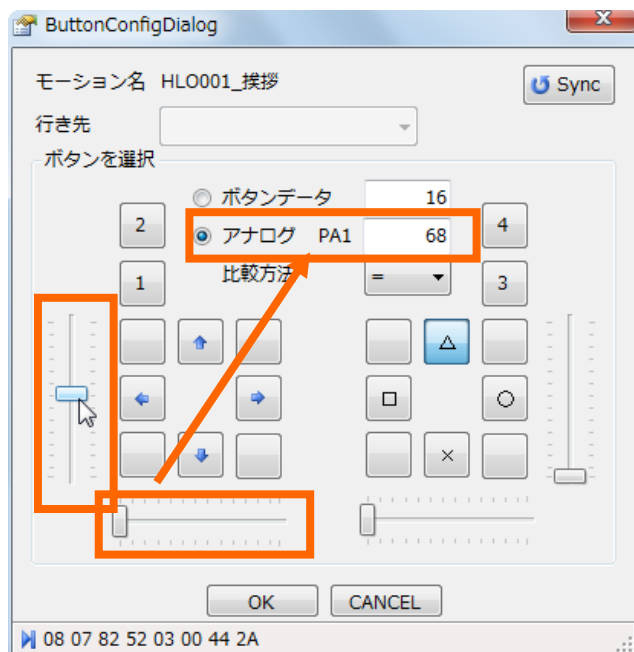 ButtonConfigDialog
モーション名 HLO001_挨拶
Sync
行き先
ボタンを選択
ボタンデータ 16
2
アナログ PA1 68
4
1
比較方法 =
3
△
□
○
×
OK
CANCEL
08 07 82 52 03 00 44 2A